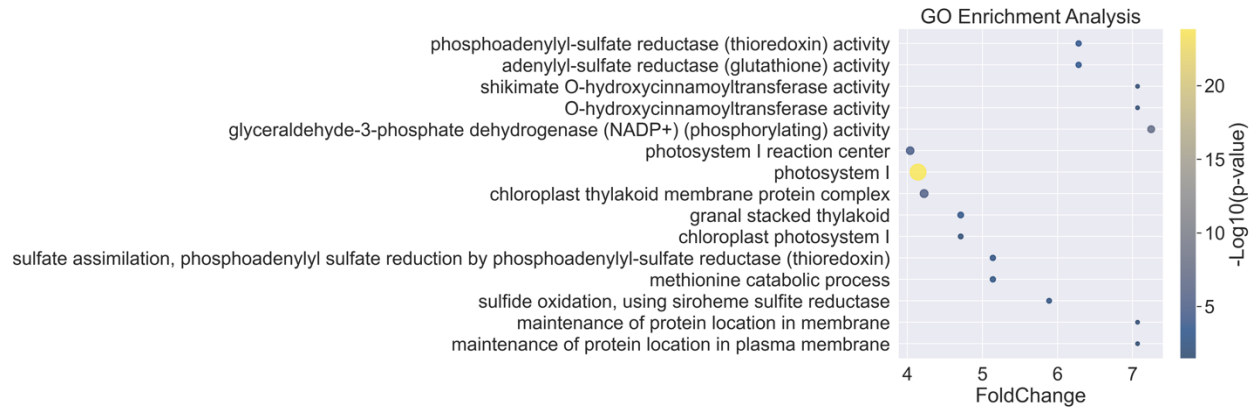 GO Enrichment Analysis
phosphoadenylyl-sulfate reductase (thioredoxin) activity
adenylyl-sulfate reductase (glutathione) activity
shikimate O-hydroxycinnamoyltransferase activity
O-hydroxycinnamoyltransferase activity
glyceraldehyde-3-phosphate dehydrogenase (NADP+) (phosphorylating) activity
photosystem I reaction center
photosystem I
chloroplast thylakoid membrane protein complex
granal stacked thylakoid
chloroplast photosystem I
sulfate assimilation, phosphoadenylyl sulfate reduction by phosphoadenylyl-sulfate reductase (thioredoxin)
methionine catabolic process
sulfide oxidation, using siroheme sulfite reductase
maintenance of protein location in membrane
maintenance of protein location in plasma membrane
4 5 6 7
FoldChange
20
15
10
5
-Log10(p-value)